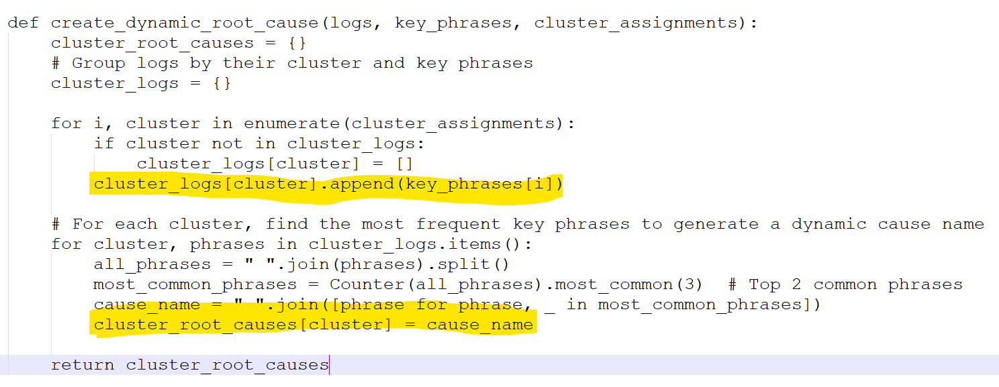 def create_dynamic_root_cause(logs, key_phrases, cluster_assignments):
    cluster_root_causes = {}
    # Group logs by their cluster and key phrases
    cluster_logs = {}

    for i, cluster in enumerate(cluster_assignments):
        if cluster not in cluster_logs:
            cluster_logs[cluster] = []
        cluster_logs[cluster].append(key_phrases[i])

    # For each cluster, find the most frequent key phrases to generate a dynamic cause name
    for cluster, phrases in cluster_logs.items():
        all_phrases = " ".join(phrases).split()
        most_common_phrases = Counter(all_phrases).most_common(3)  # Top 2 common phrases
        cause_name = " ".join([phrase for phrase, _ in most_common_phrases])
        cluster_root_causes[cluster] = cause_name

    return cluster_root_causes